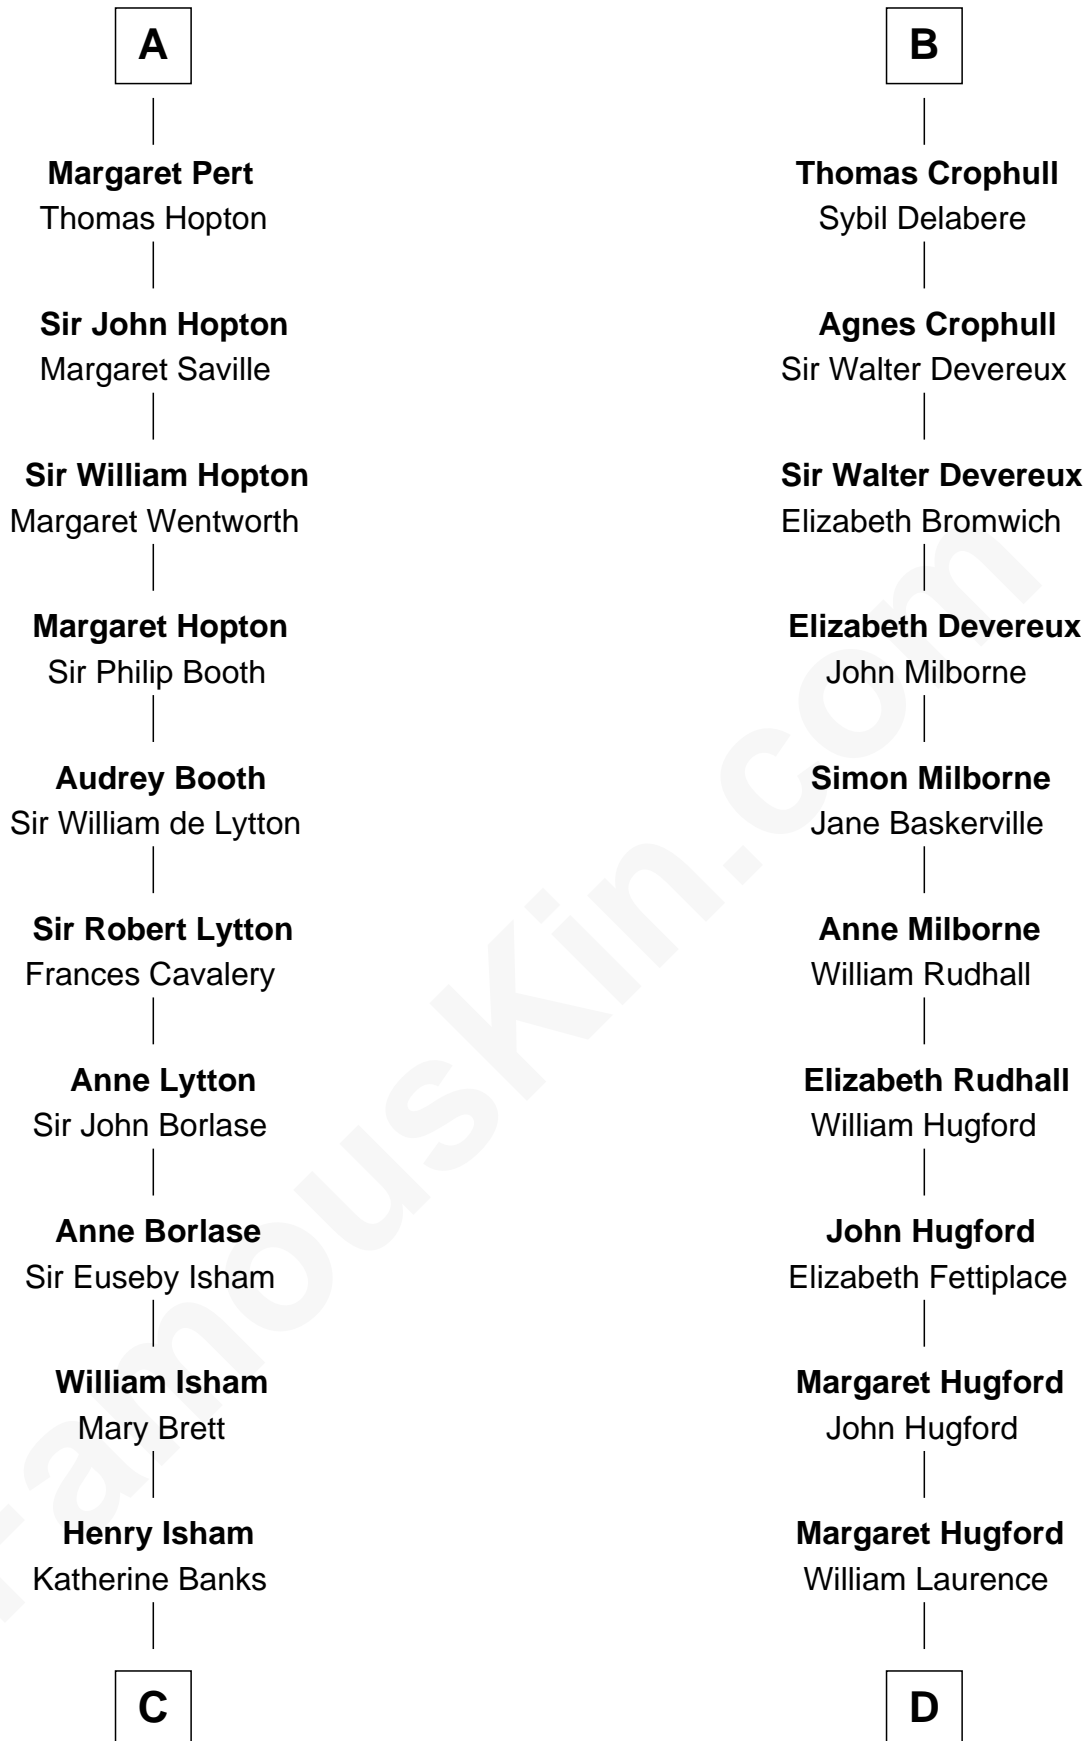 A
Margaret Pert
Thomas Hopton
Sir John Hopton
Margaret Saville
Sir William Hopton
Margaret Wentworth
Margaret Hopton
Sir Philip Booth
Audrey Booth
Sir William de Lytton
Sir Robert Lytton
Frances Cavalery
Anne Lytton
Sir John Borlase
Anne Borlase
Sir Euseby Isham
William Isham
Mary Brett
Henry Isham
Katherine Banks
C
B
Thomas Crophull
Sybil Delabere
Agnes Crophull
Sir Walter Devereux
Sir Walter Devereux
Elizabeth Bromwich
Elizabeth Devereux
John Milborne
Simon Milborne
Jane Baskerville
Anne Milborne
William Rudhall
Elizabeth Rudhall
William Hugford
John Hugford
Elizabeth Fettiplace
Margaret Hugford
John Hugford
Margaret Hugford
William Laurence
D
FamousKin.com